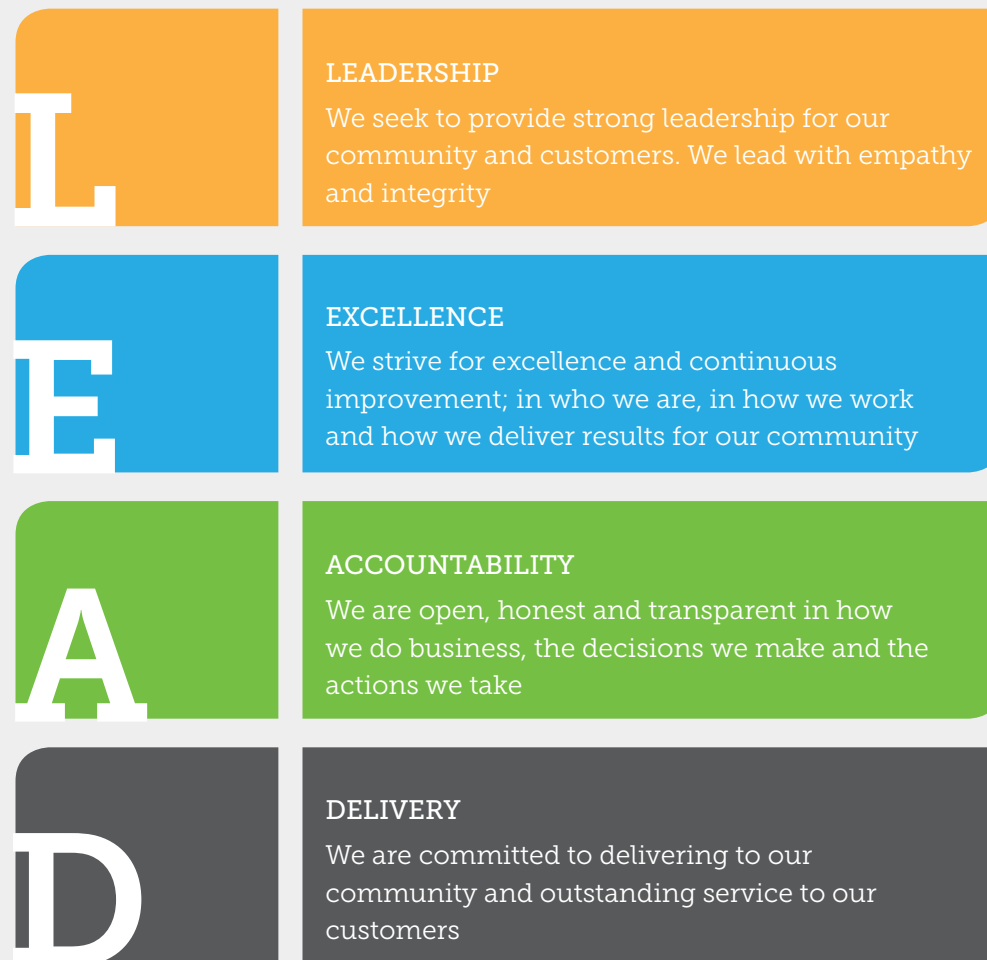 L
LEADERSHIP
We seek to provide strong leadership for our
community and customers. We lead with empathy
and integrity
E
EXCELLENCE
We strive for excellence and continuous
improvement; in who we are, in how we work
and how we deliver results for our community
A
ACCOUNTABILITY
We are open, honest and transparent in how
we do business, the decisions we make and the
actions we take
D
DELIVERY
We are committed to delivering to our
community and outstanding service to our
customers